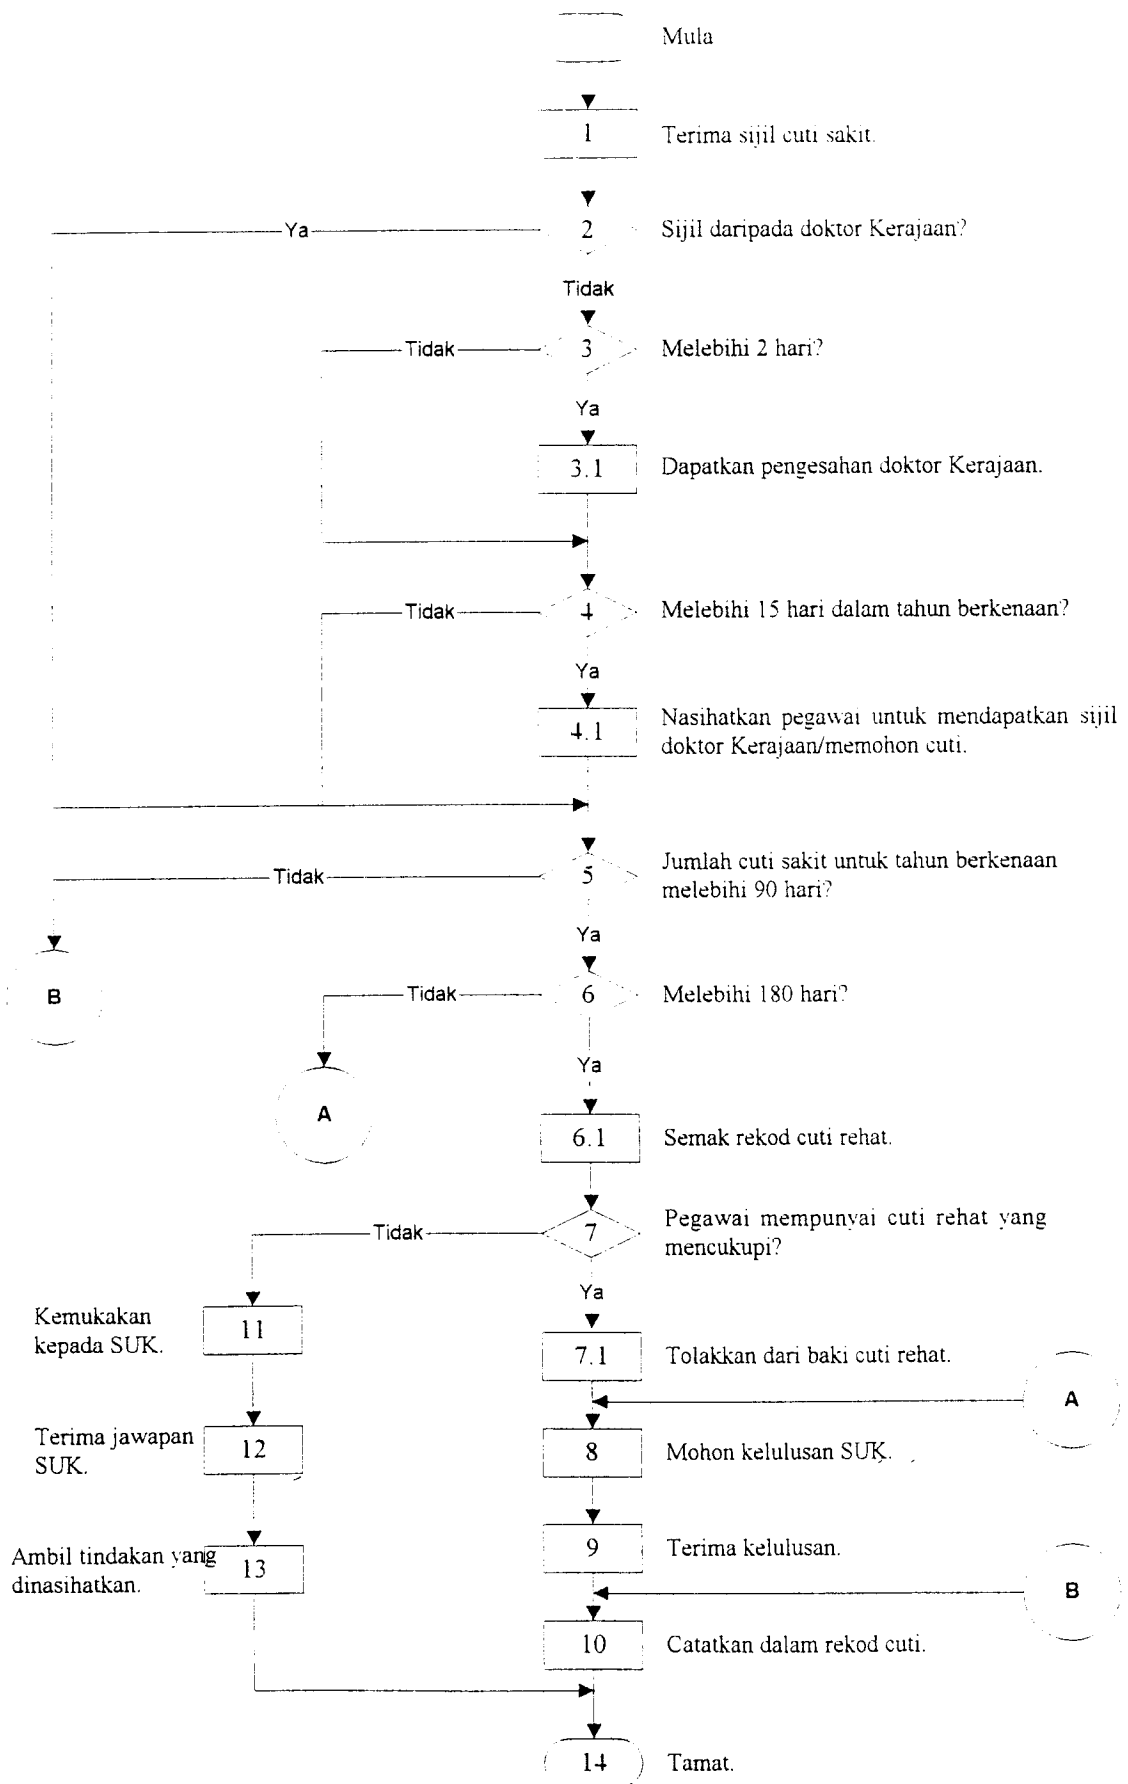 Mula
1 Terima sijil cuti sakit.
Ya 2 Sijil daripada doktor Kerajaan?
Tidak
Tidak 3 Melebihi 2 hari?
Ya
3.1 Dapatkan pengesahan doktor Kerajaan.
Tidak 4 Melebihi 15 hari dalam tahun berkenaan?
Ya
4.1 Nasihatkan pegawai untuk mendapatkan sijil
doktor Kerajaan/memohon cuti.
Tidak 5 Jumlah cuti sakit untuk tahun berkenaan
melebihi 90 hari?
Ya
B
Tidak 6 Melebihi 180 hari?
Ya
A
6.1 Semak rekod cuti rehat.
Tidak 7 Pegawai mempunyai cuti rehat yang
mencukupi?
Ya
Kemukakan
kepada SUK.
11
7.1 Tolakkan dari baki cuti rehat.
A
Terima jawapan
SUK.
12
8 Mohon kelulusan SUK.
Ambil tindakan yang
dinasihatkan.
13
9 Terima kelulusan.
B
10 Catatkan dalam rekod cuti.
14 Tamat.